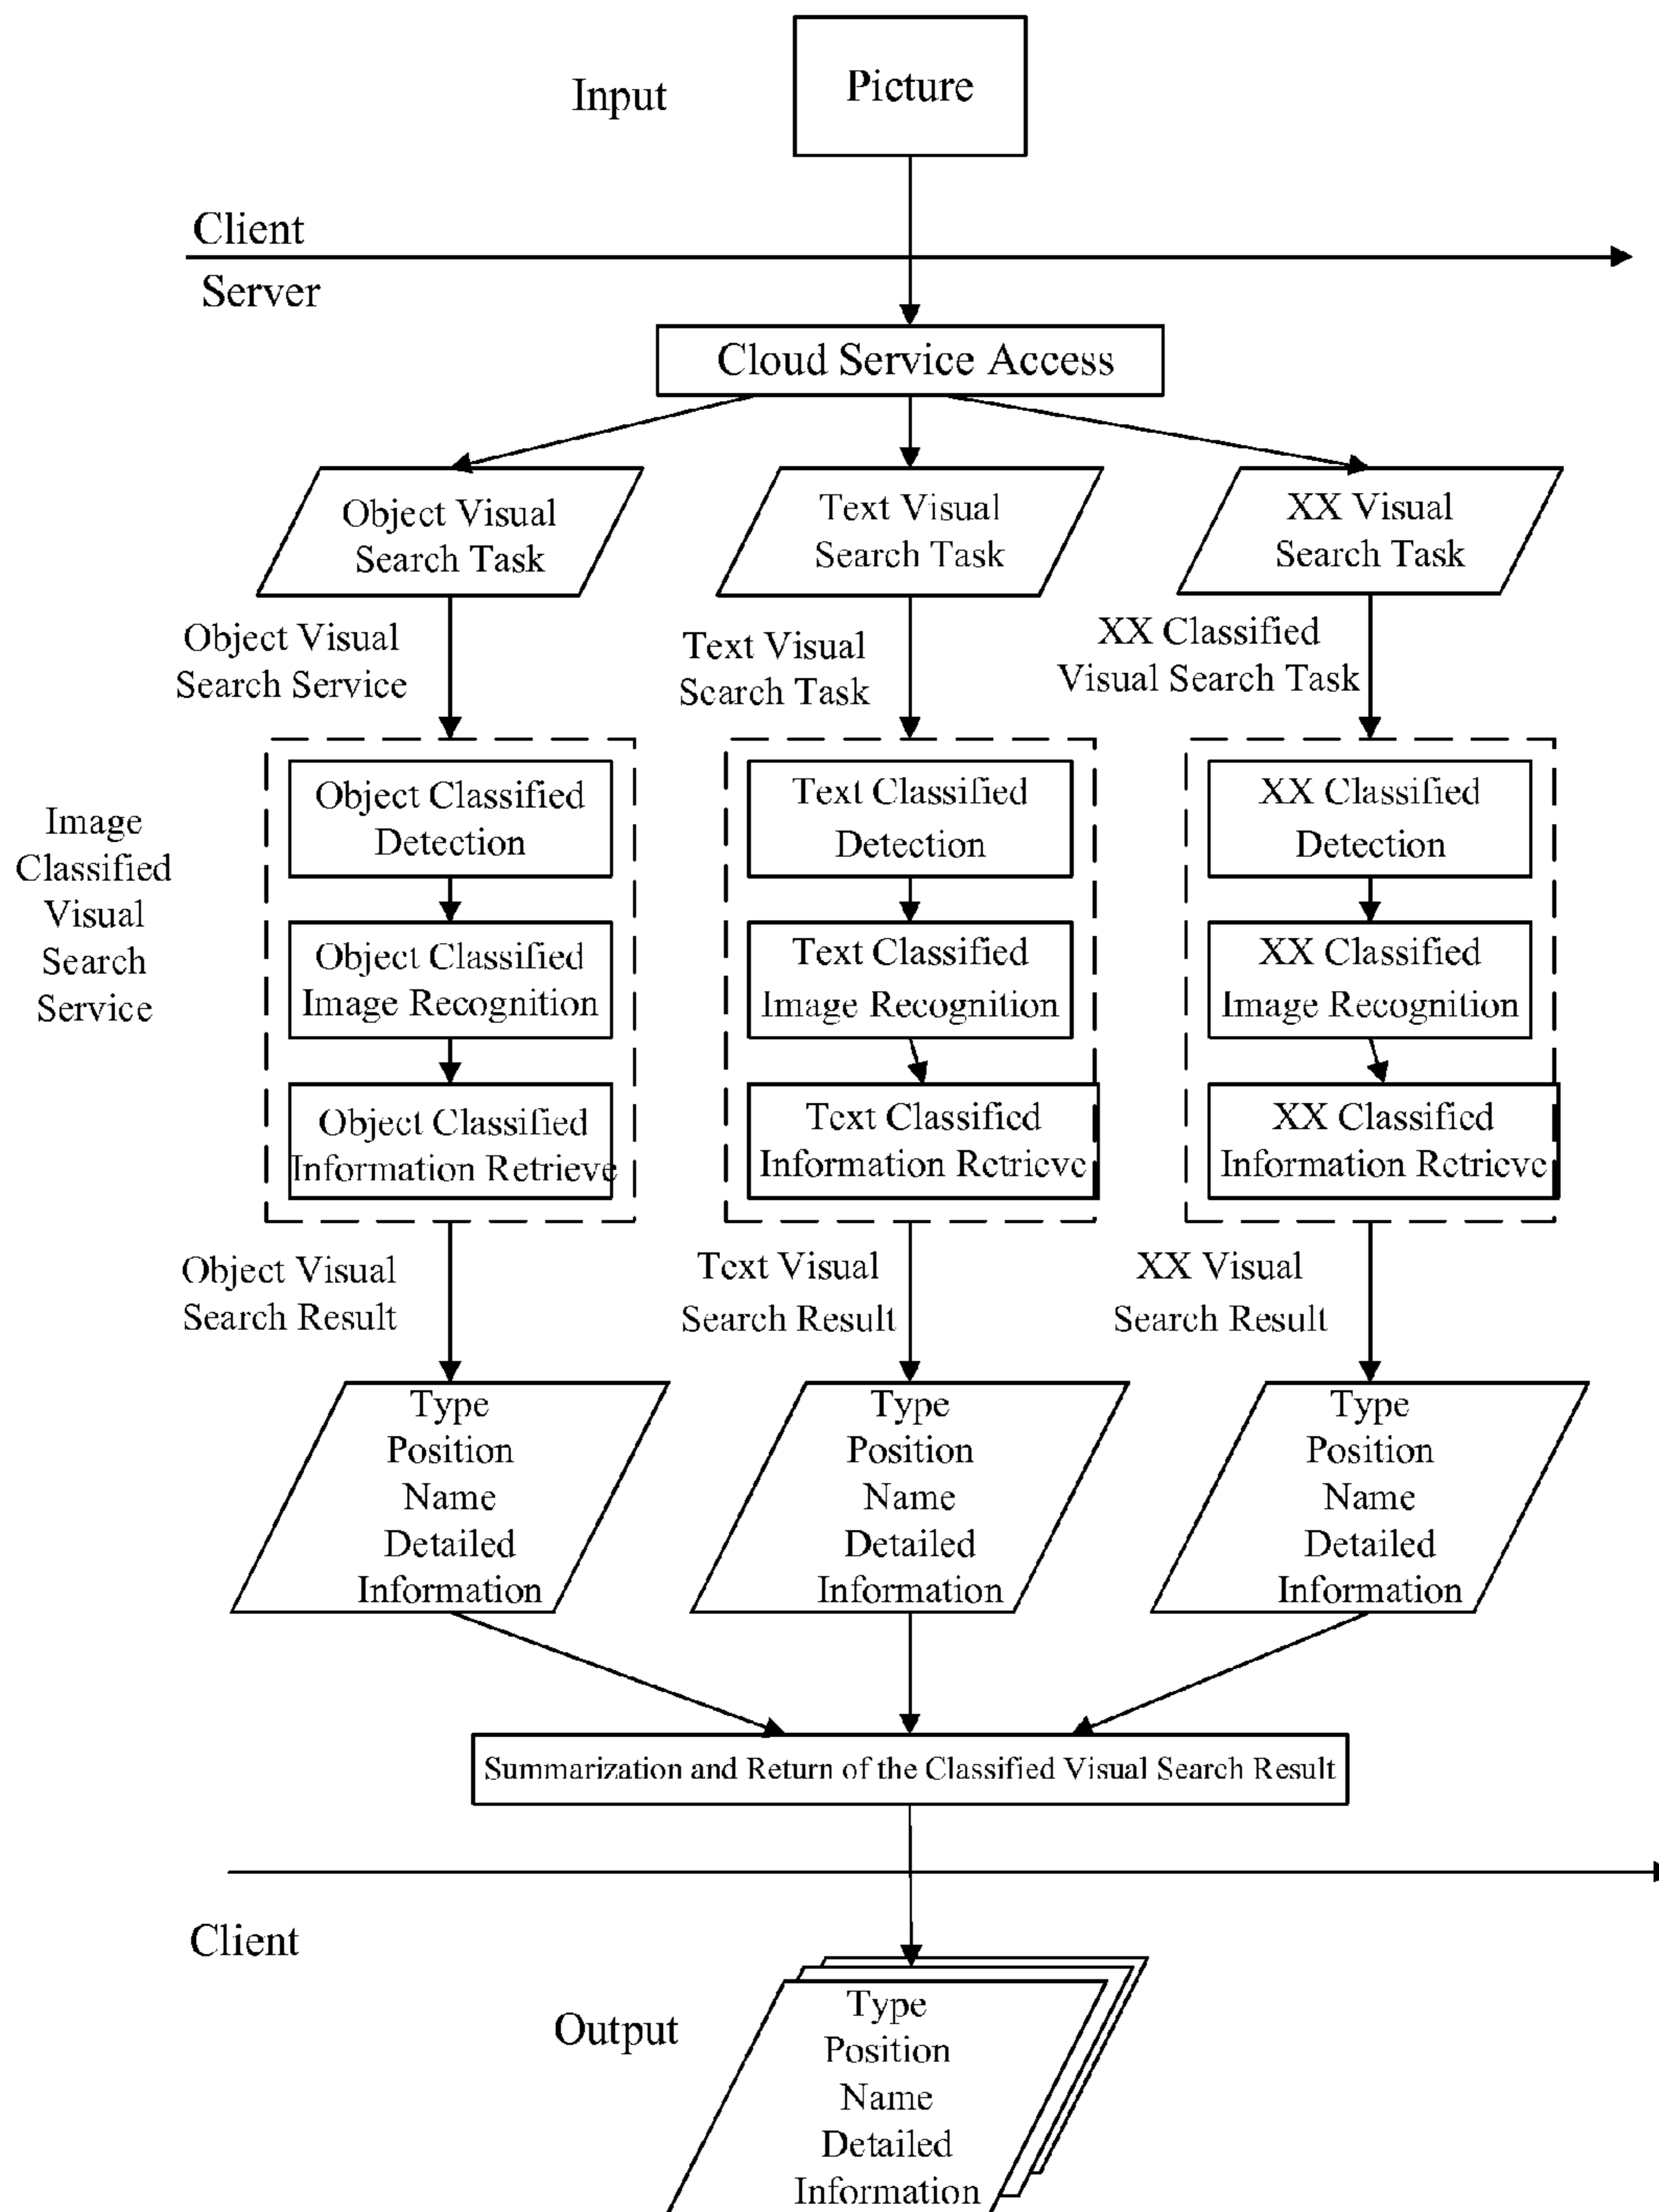 Input
Picture
Client
Server
Cloud Service Access
Object Visual
Search Task
Text Visual
Search Task
XX Visual
Search Task
Object Visual
Search Service
Text Visual
Search Task
XX Classified
Visual Search Task
Image
Classified
Visual
Search
Service
Object Classified
Detection
Object Classified
Image Recognition
Object Classified
Information Retrieve
Text Classified
Detection
Text Classified
Image Recognition
Text Classified
Information Retrieve
XX Classified
Detection
XX Classified
Image Recognition
XX Classified
Information Retrieve
Object Visual
Search Result
Text Visual
Search Result
XX Visual
Search Result
Type
Position
Name
Detailed
Information
Type
Position
Name
Detailed
Information
Type
Position
Name
Detailed
Information
Summarization and Return of the Classified Visual Search Result
Client
Output
Type
Position
Name
Detailed
Information